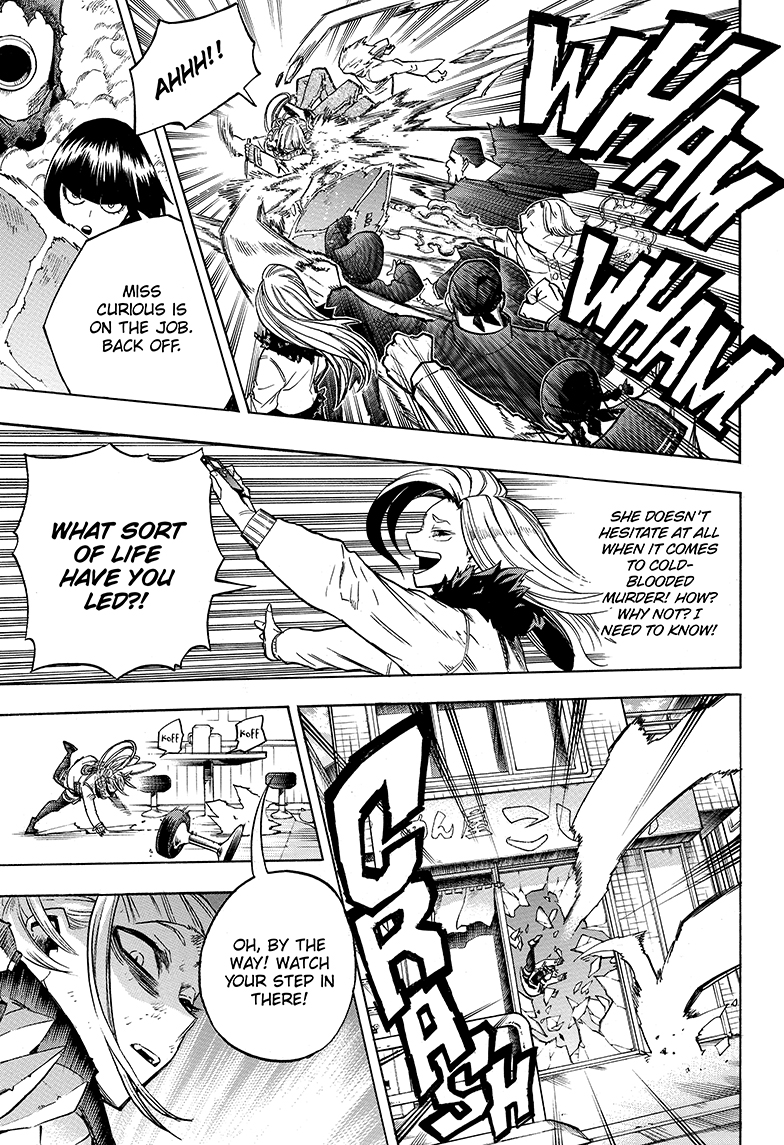 WHAM
WHAM
AHHH!!
MISS
CURIOUS IS
ON THE JOB.
BACK OFF.
SHE DOESN'T
HESITATE AT ALL
WHEN IT COMES
TO COLD-
BLOODED
MURDER! HOW?
WHY NOT? I
NEED TO KNOW!
WHAT SORT
OF LIFE
HAVE YOU
LED?!
CRASH
KOFF
KOFF
OH, BY THE
WAY! WATCH
YOUR STEP IN
THERE!